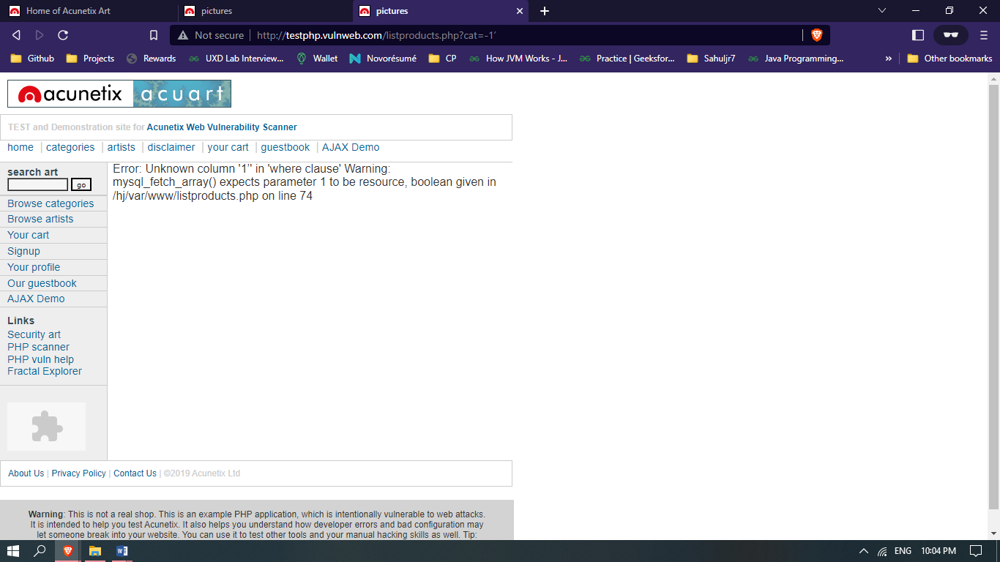 Home of Acunetix Art
pictures
pictures
Not secure
http://testphp.vulnweb.com/listproducts.php?cat=-1’
Github
Projects
Rewards
UXD Lab Interview...
Wallet
Novorésumé
CP
How JVM Works - J...
Practice | Geeksfor...
Sahuljr7
Java Programming...
»
Other bookmarks
acunetix acuart
TEST and Demonstration site for Acunetix Web Vulnerability Scanner
home | categories | artists | disclaimer | your cart | guestbook | AJAX Demo
search art
go
Browse categories
Browse artists
Your cart
Signup
Your profile
Our guestbook
AJAX Demo
Links
Security art
PHP scanner
PHP vuln help
Fractal Explorer
Error: Unknown column '1’' in 'where clause' Warning:
mysql_fetch_array() expects parameter 1 to be resource, boolean given in
/hj/var/www/listproducts.php on line 74
About Us | Privacy Policy | Contact Us | ©2019 Acunetix Ltd
Warning: This is not a real shop. This is an example PHP application, which is intentionally vulnerable to web attacks.
It is intended to help you test Acunetix. It also helps you understand how developer errors and bad configuration may
let someone break into your website. You can use it to test other tools and your manual hacking skills as well. Tip:
ENG
10:04 PM